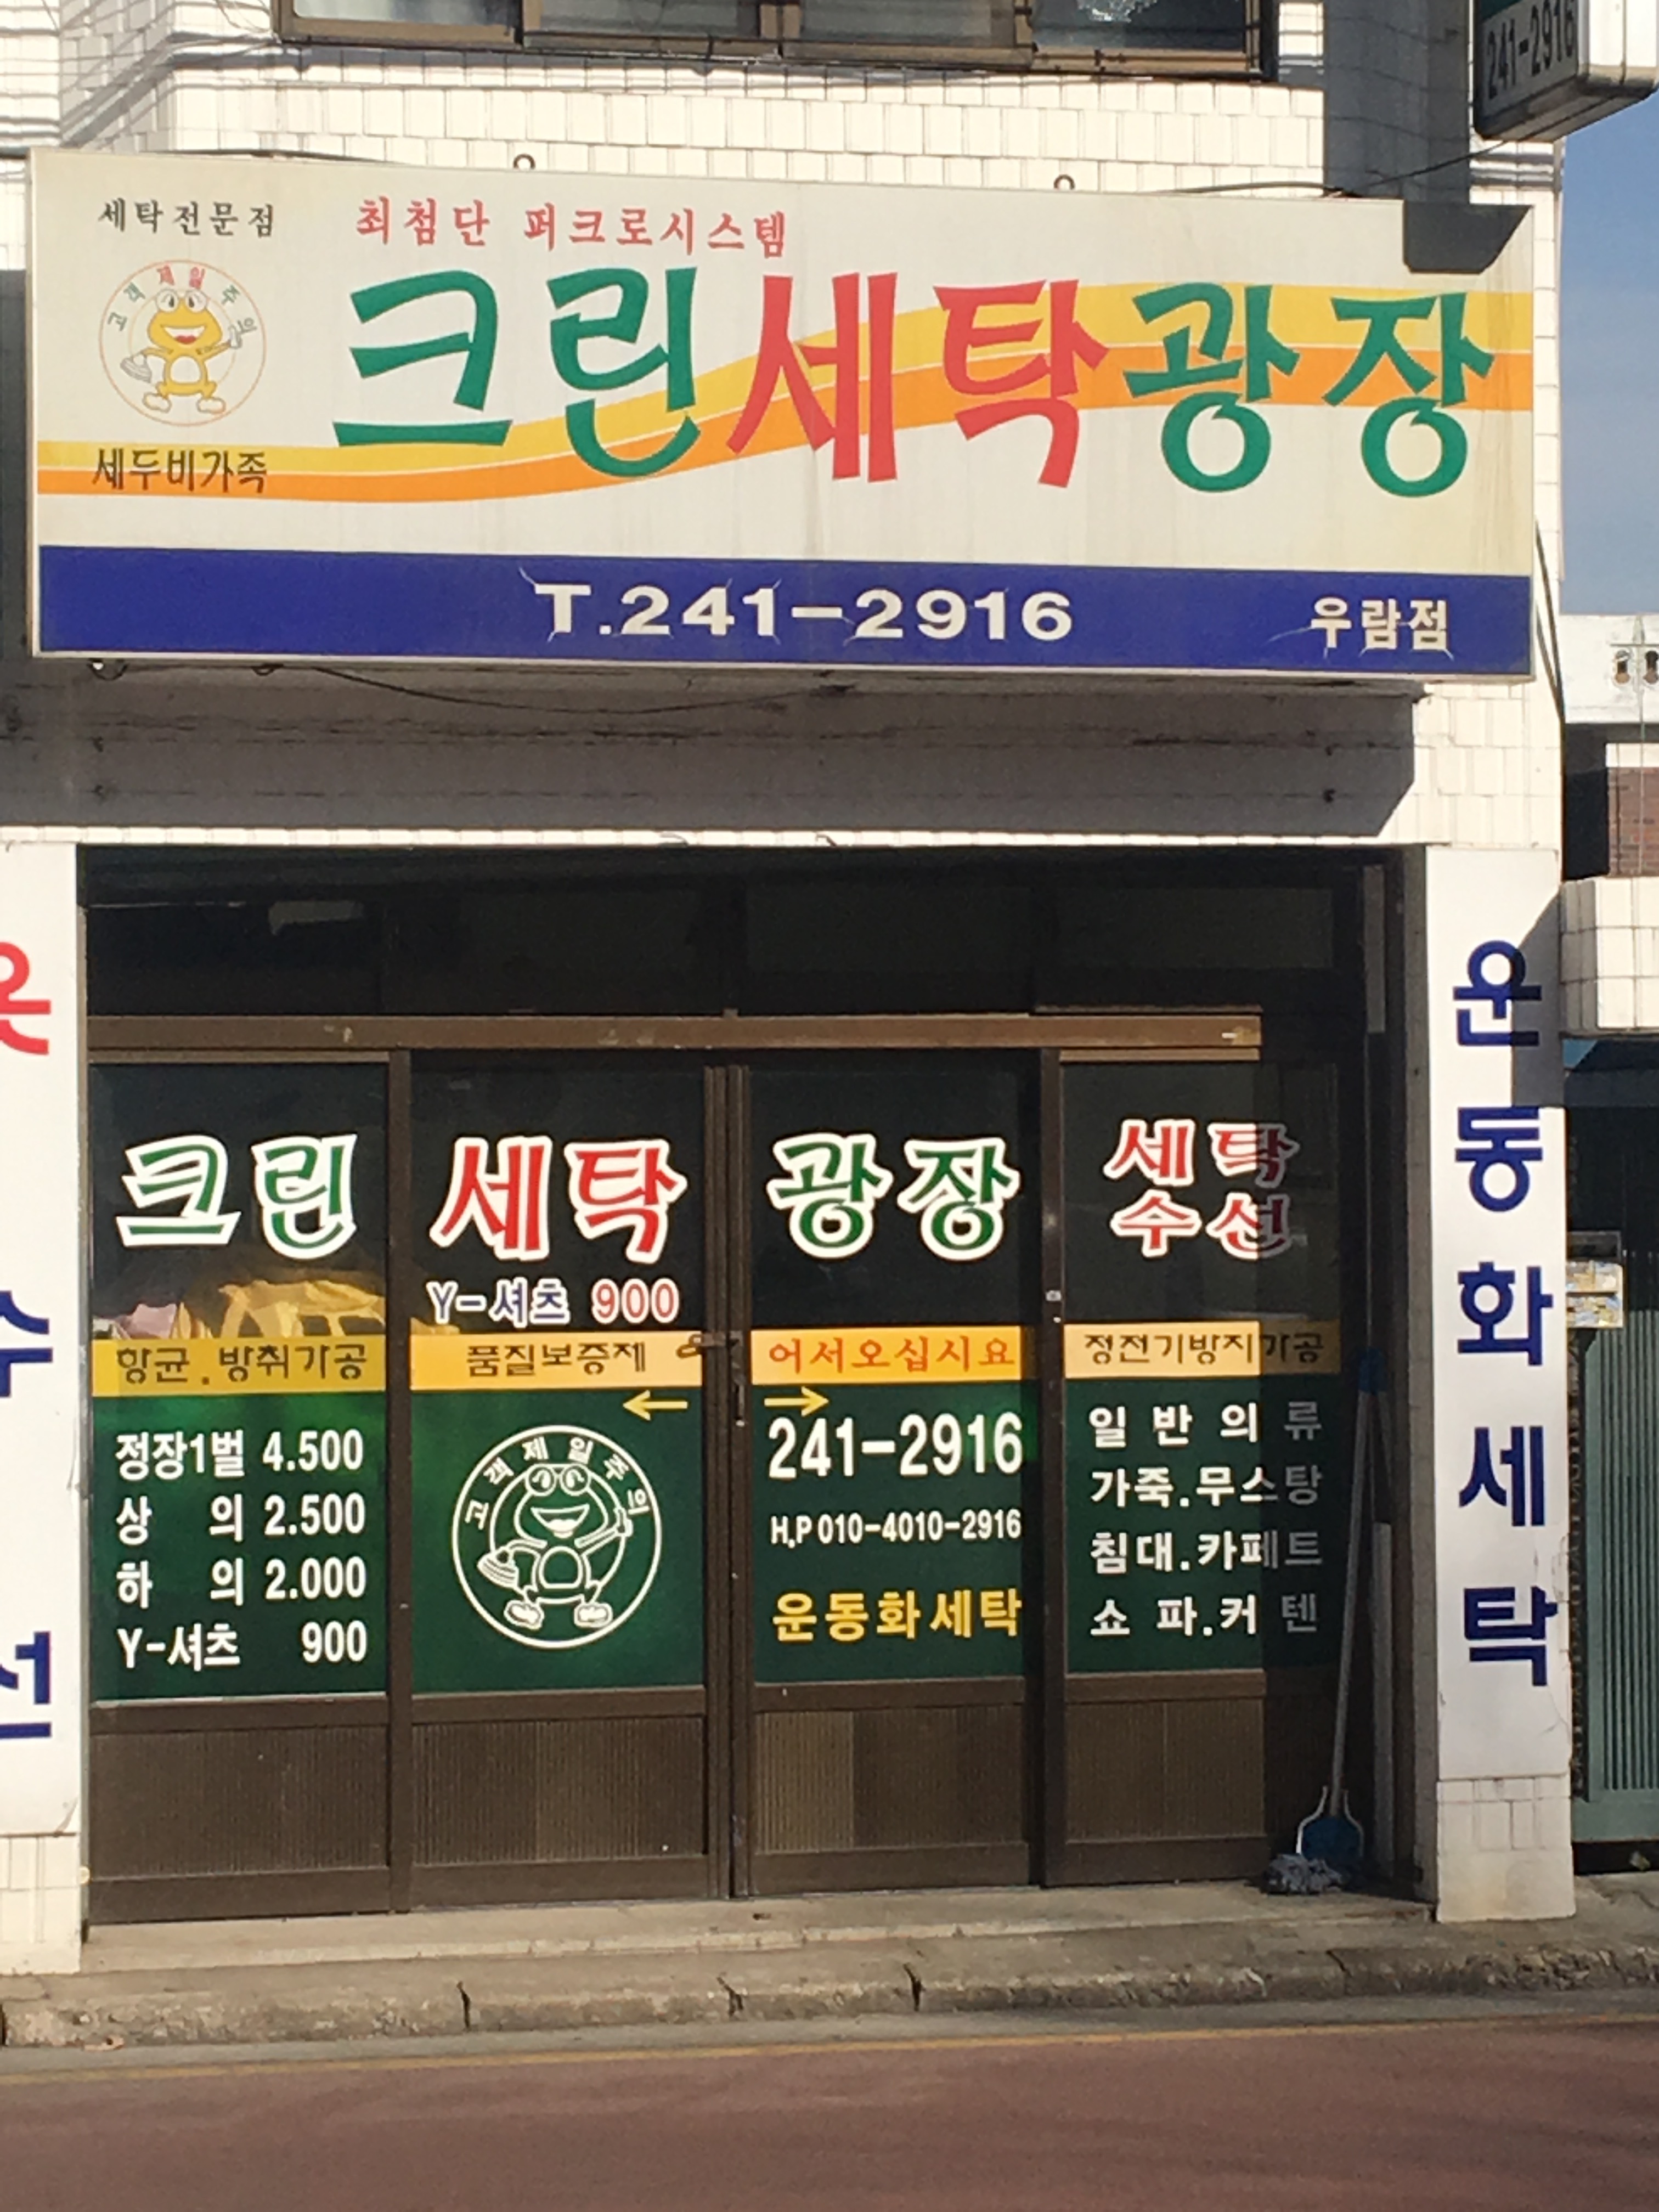 241-2916
세탁전문점
최첨단 퍼크로시스템
고객제일주의
크린세탁광장
세두비가족
T.241-2916
우람점
옷수선
운동화세탁
크린 세탁 광장
세탁
수선
Y-셔츠 900
항균.방취가공
품질보증제
어서오십시요
정전기방지가공
정장1벌 4.500
상 의 2.500
하 의 2.000
Y-셔츠 900
고객제일주의
241-2916
H.P 010-4010-2916
운동화세탁
일 반 의 류
가죽.무스탕
침대.카페트
쇼 파.커 텐